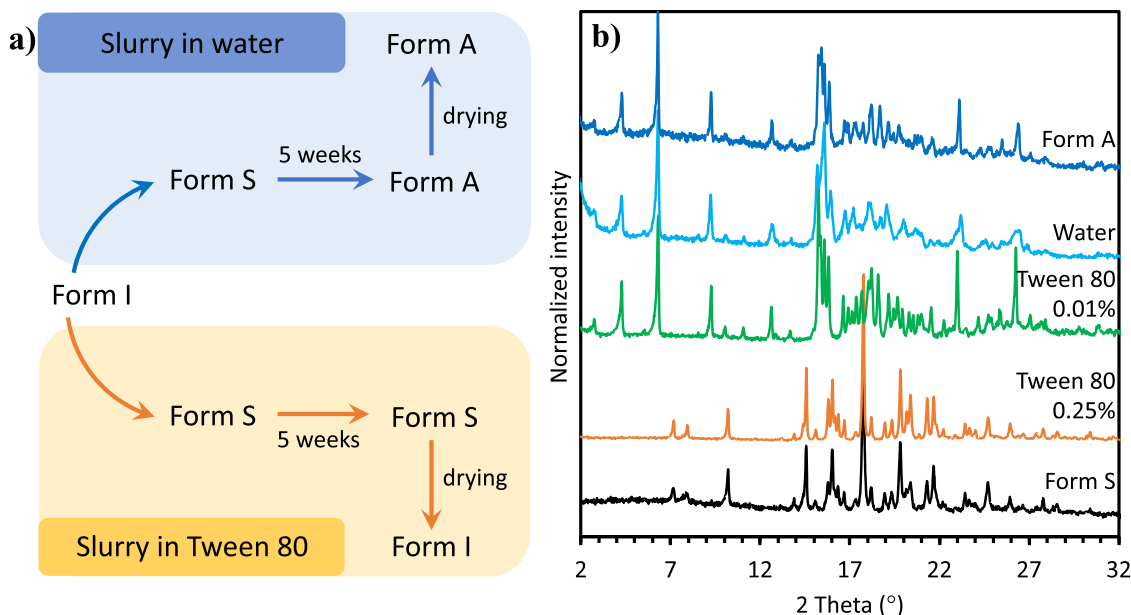 a)
Slurry in water
Form A
drying
5 weeks
Form S
Form A
Form I
Form S
5 weeks
Form S
drying
Slurry in Tween 80
Form I
b)
Normalized intensity
Form A
Water
Tween 80
0.01%
Tween 80
0.25%
Form S
2 7 12 17 22 27 32
2 Theta (°)